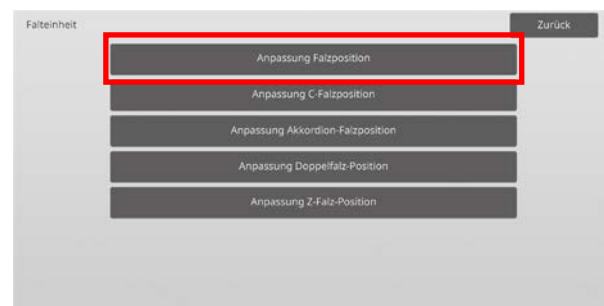 Falteinheit
Zurück
Anpassung Falzposition
Anpassung C-Falzposition
Anpassung Akkordion-Falzposition
Anpassung Doppelfalz-Position
Anpassung Z-Falz-Position